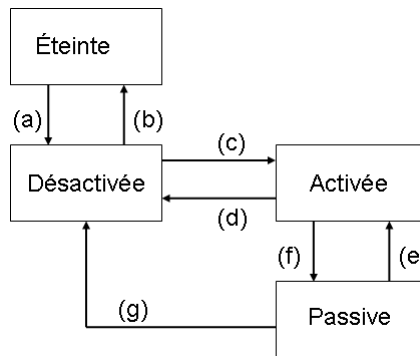 Éteinte
(a)
(b)
(c)
Désactivée
Activée
(d)
(f)
(e)
(g)
Passive